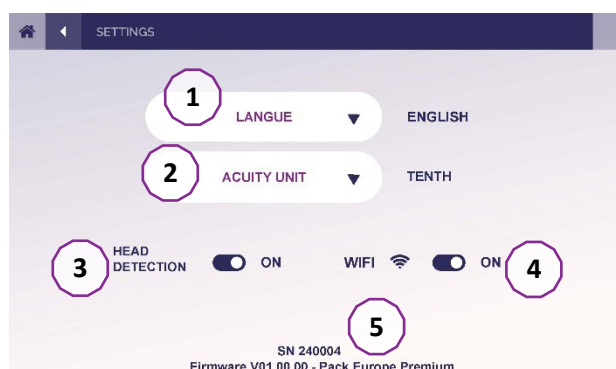 SETTINGS
1
LANGUE ▼ ENGLISH
2
ACUITY UNIT ▼ TENTH
3
HEAD
DETECTION ON
WIFI ON
4
5
SN 240004
Firmware V01.00.00 - Pack Europe Premium